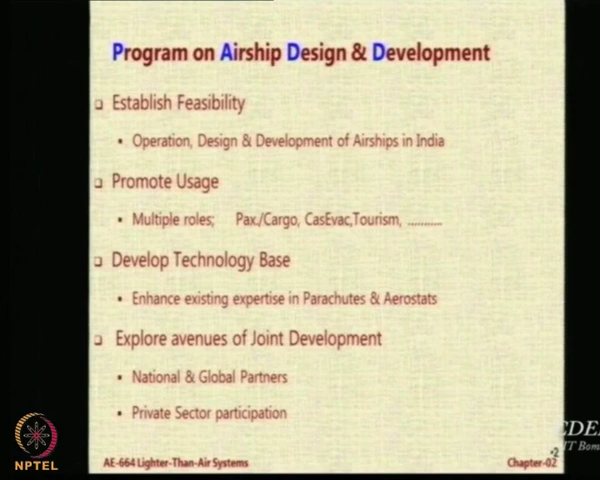 Program on Airship Design & Development
Establish Feasibility
Operation, Design & Development of Airships in India
Promote Usage
Multiple roles; Pax./Cargo, CasEvac,Tourism, ..........
Develop Technology Base
Enhance existing expertise in Parachutes & Aerostats
Explore avenues of Joint Development
National & Global Partners
Private Sector participation
NPTEL
AE-664 Lighter-Than-Air Systems
Chapter-02
2